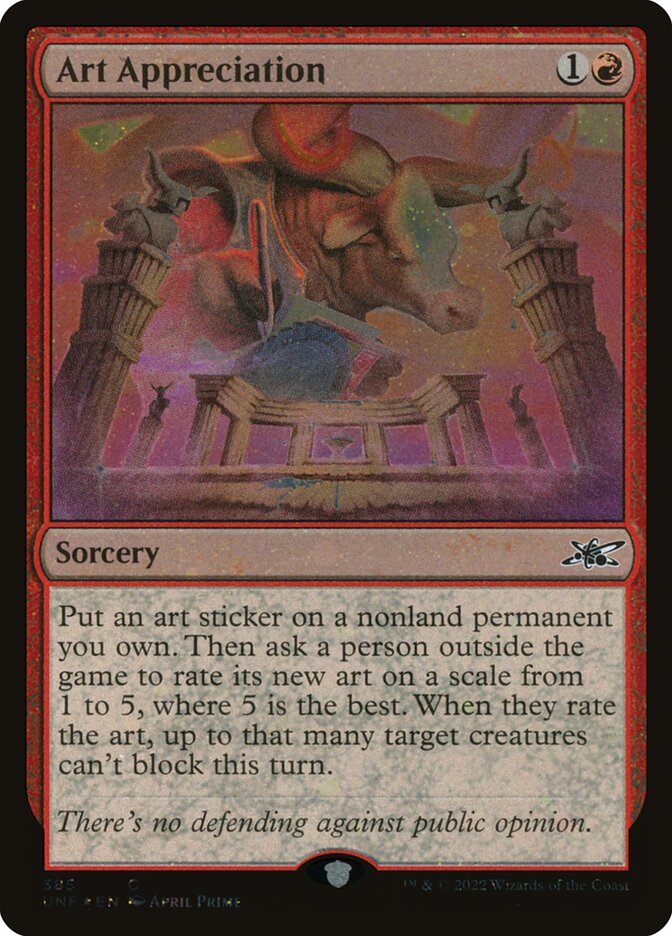 Art Appreciation 1
Sorcery
Put an art sticker on a nonland permanent
you own. Then ask a person outside the
game to rate its new art on a scale from
1 to 5, where 5 is the best. When they rate
the art, up to that many target creatures
can't block this turn.
There's no defending against public opinion.
385 C
UNF ★ EN April Prime
™ & © 2022 Wizards of the Coast